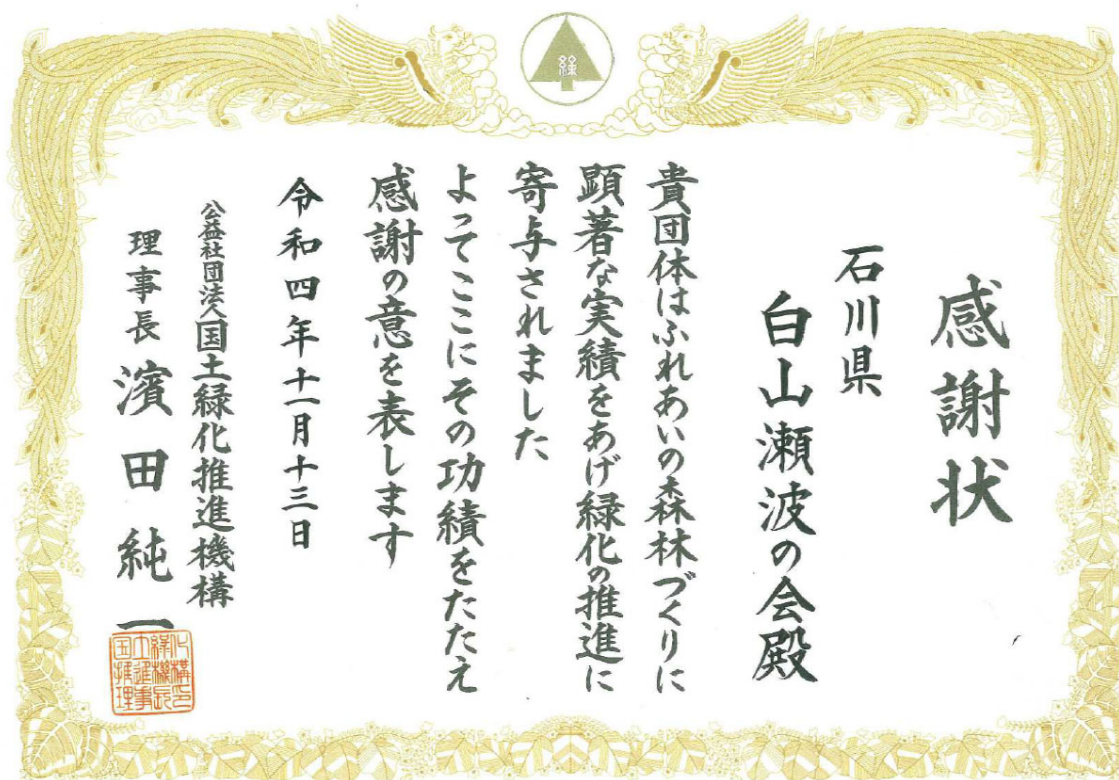 緑
感謝状
石川県
白山瀬波の会殿
貴団体はふれあいの森林づくりに
顕著な実績をあげ緑化の推進に
寄与されました
よってここにその功績をたたえ
感謝の意を表します
令和四年十一月十三日
公益社団法人国土緑化推進機構
理事長 濱田純一